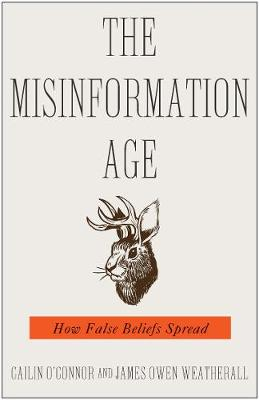 THE
MISINFORMATION
AGE
How False Beliefs Spread
CAILIN O'CONNOR AND JAMES OWEN WEATHERALL